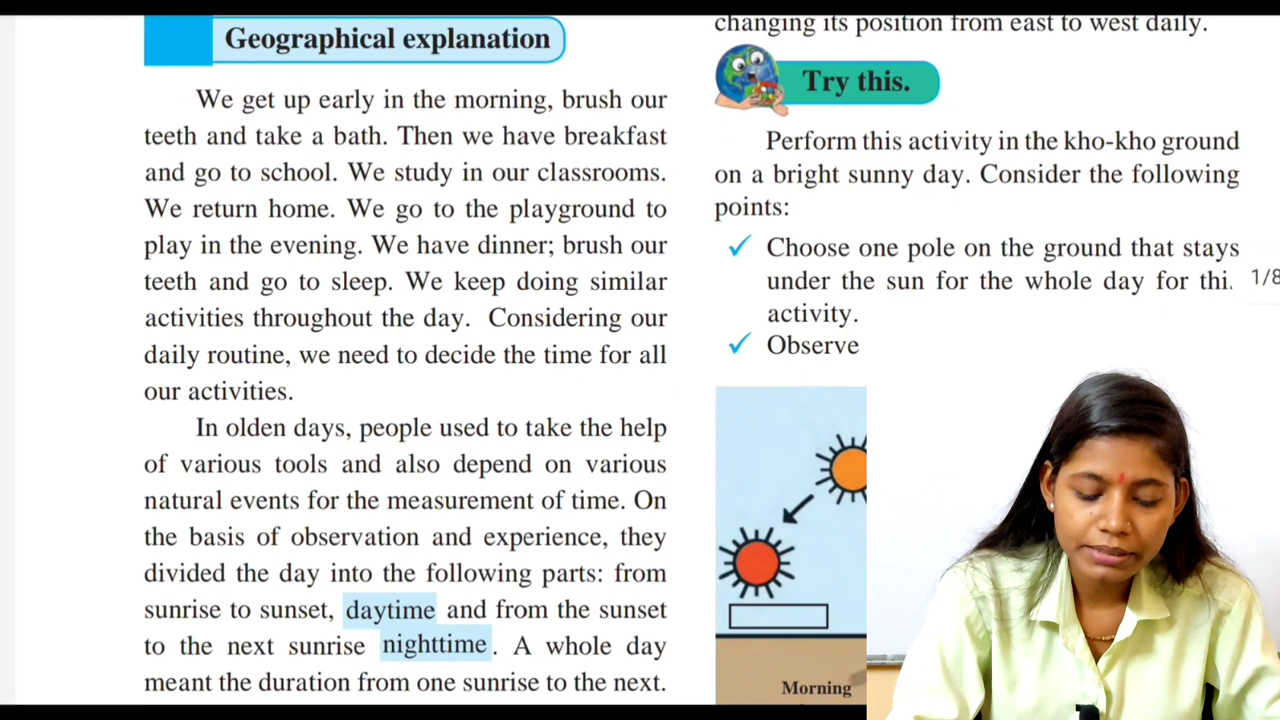 Geographical explanation
We get up early in the morning, brush our
teeth and take a bath. Then we have breakfast
and go to school. We study in our classrooms.
We return home. We go to the playground to
play in the evening. We have dinner; brush our
teeth and go to sleep. We keep doing similar
activities throughout the day. Considering our
daily routine, we need to decide the time for all
our activities.
In olden days, people used to take the help
of various tools and also depend on various
natural events for the measurement of time. On
the basis of observation and experience, they
divided the day into the following parts: from
sunrise to sunset, daytime and from the sunset
to the next sunrise nighttime. A whole day
meant the duration from one sunrise to the next.
changing its position from east to west daily.
Try this.
Perform this activity in the kho-kho ground
on a bright sunny day. Consider the following
points:
✓ Choose one pole on the ground that stays
under the sun for the whole day for thi
activity.
✓ Observe
Morning
1/8